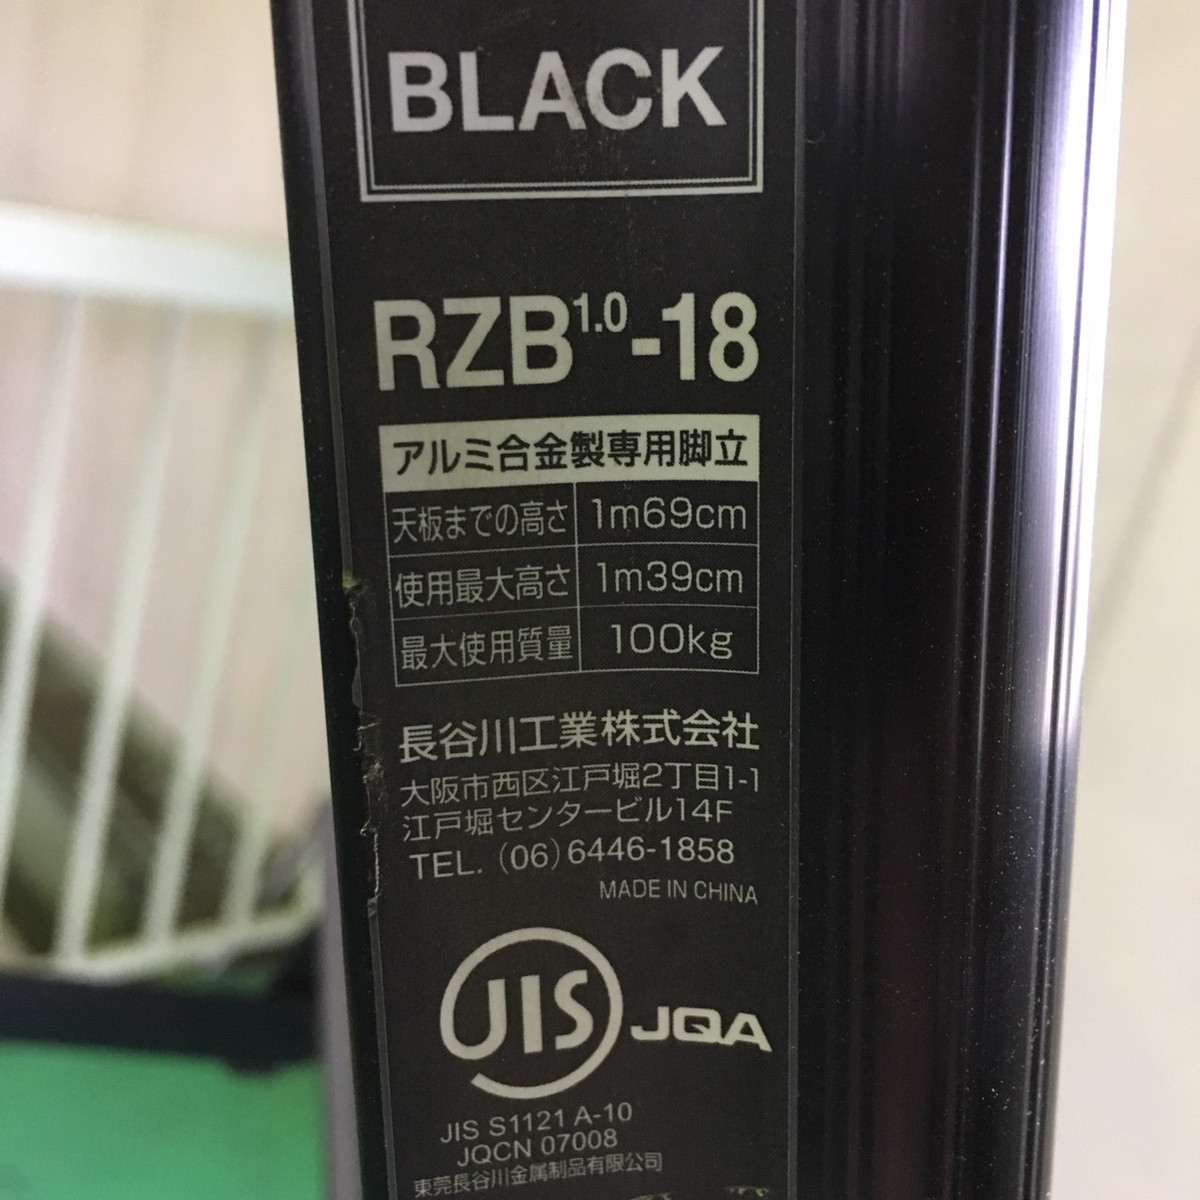 BLACK
RZB1.0-18
アルミ合金製専用脚立
天板までの高さ 1m69cm
使用最大高さ 1m39cm
最大使用質量 100kg
長谷川工業株式会社
大阪市西区江戸堀2丁目1-1
江戸堀センタービル14F
TEL. (06)6446-1858
MADE IN CHINA
JIS JQA
JIS S1121 A-10
JQCN 07008
東莞長谷川金属制品有限公司